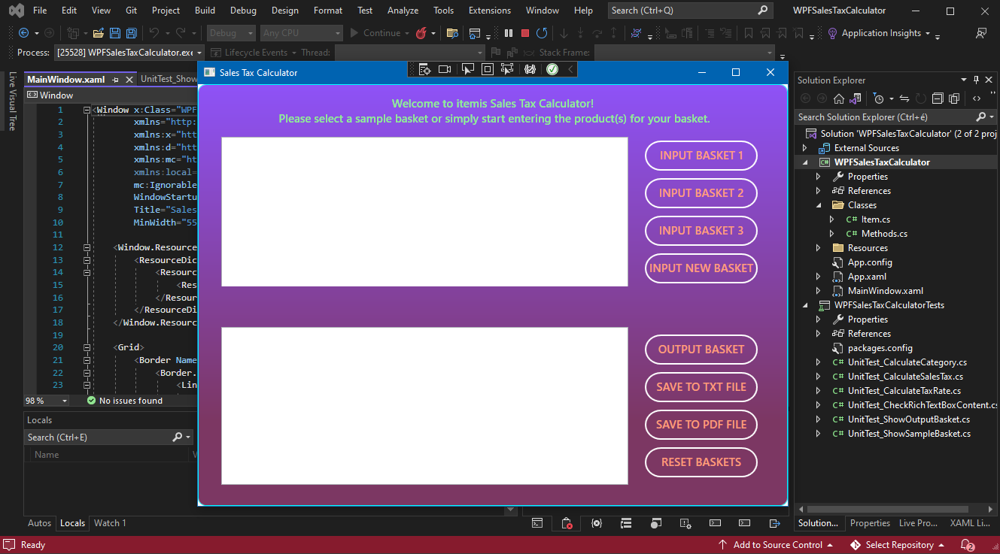 File Edit View Git Project Build Debug Design Format Test Analyze Tools Extensions Window Help Search (Ctrl+Q) WPFSalesTaxCalculator
Debug Any CPU Continue Application Insights
Process: [25528] WPFSalesTaxCalculator.exe Lifecycle Events Thread: Stack Frame:
Live Visual Tree
MainWindow.xaml UnitTest_Show
Window
1 <Window x:Class="WPF
2 xmlns="http:
3 xmlns:x="htt
4 xmlns:d="htt
5 xmlns:mc="ht
6 xmlns:local=
7 mc:Ignorable
8 WindowStartu
9 Title="Sales
10 MinWidth="55
11
12 <Window.Resource
13 <ResourceDic
14 <Resourc
15 <Res
16 </Resour
17 </ResourceDi
18 </Window.Resourc
19
20 <Grid>
21 <Border Name
22 <Border.
23 <Lin
98 % No issues found
Locals
Search (Ctrl+E)
Name
Autos Locals Watch 1
Sales Tax Calculator
Welcome to itemis Sales Tax Calculator!
Please select a sample basket or simply start entering the product(s) for your basket.
INPUT BASKET 1
INPUT BASKET 2
INPUT BASKET 3
INPUT NEW BASKET
OUTPUT BASKET
SAVE TO TXT FILE
SAVE TO PDF FILE
RESET BASKETS
Solution Explorer
Search Solution Explorer (Ctrl+é)
Solution 'WPFSalesTaxCalculator' (2 of 2 proj
External Sources
C# WPFSalesTaxCalculator
Properties
References
Classes
C# Item.cs
C# Methods.cs
Resources
App.config
App.xaml
MainWindow.xaml
WPFSalesTaxCalculatorTests
Properties
References
packages.config
C# UnitTest_CalculateCategory.cs
C# UnitTest_CalculateSalesTax.cs
C# UnitTest_CalculateTaxRate.cs
C# UnitTest_CheckRichTextBoxContent.cs
C# UnitTest_ShowOutputBasket.cs
C# UnitTest_ShowSampleBasket.cs
Solution... Properties Live Pro... XAML Li...
Ready Add to Source Control Select Repository 2